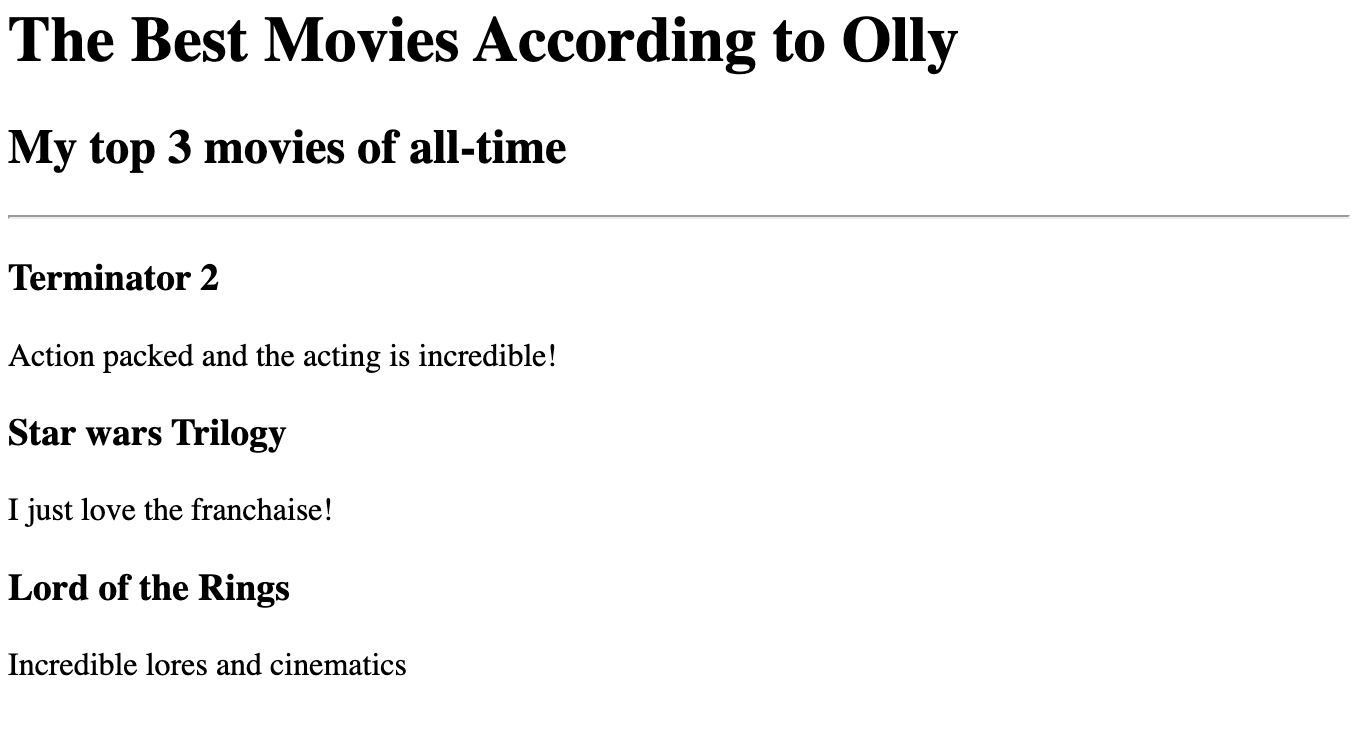 The Best Movies According to Olly
My top 3 movies of all-time
Terminator 2
Action packed and the acting is incredible!
Star wars Trilogy
I just love the franchaise!
Lord of the Rings
Incredible lores and cinematics